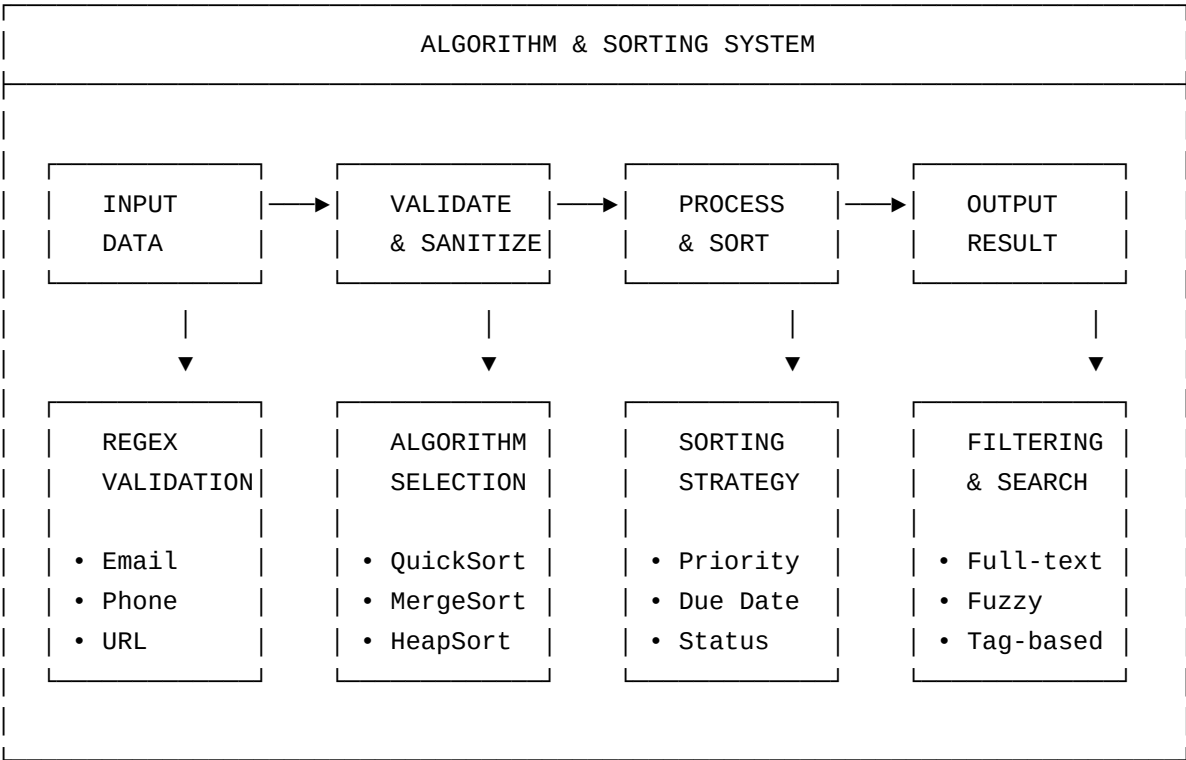 ALGORITHM & SORTING SYSTEM
INPUT VALIDATE PROCESS OUTPUT
DATA & SANITIZE & SORT RESULT
REGEX ALGORITHM SORTING FILTERING
VALIDATION SELECTION STRATEGY & SEARCH
• Email • QuickSort • Priority • Full-text
• Phone • MergeSort • Due Date • Fuzzy
• URL • HeapSort • Status • Tag-based